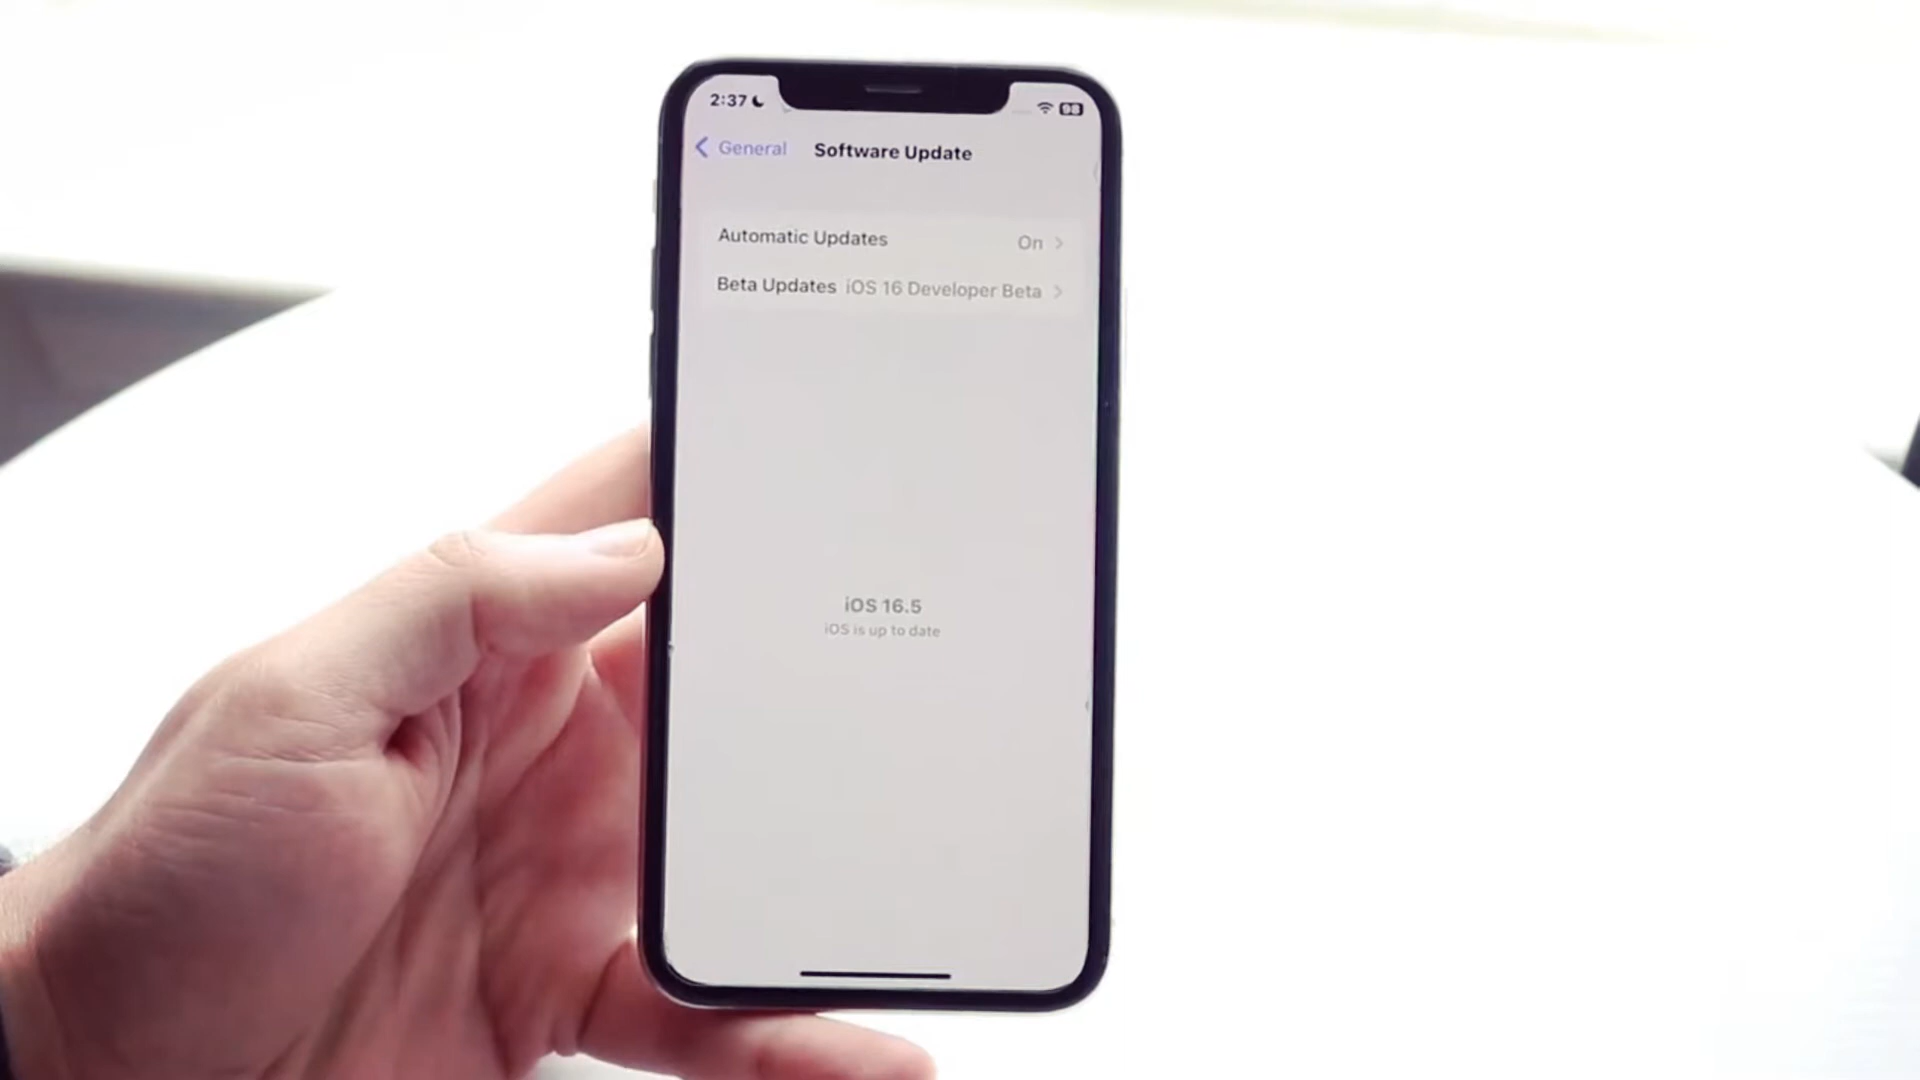 2:37
98
General Software Update
Automatic Updates On
Beta Updates iOS 16 Developer Beta
iOS 16.5
iOS is up to date